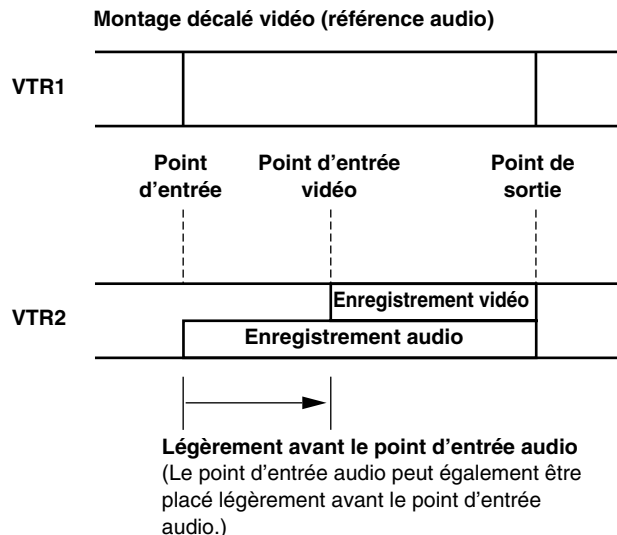 Montage décalé vidéo (référence audio)
VTR1
Point d’entrée
Point d’entrée vidéo
Point de sortie
VTR2
Enregistrement vidéo
Enregistrement audio
Légèrement avant le point d’entrée audio
(Le point d’entrée audio peut également être
placé légèrement avant le point d’entrée
audio.)